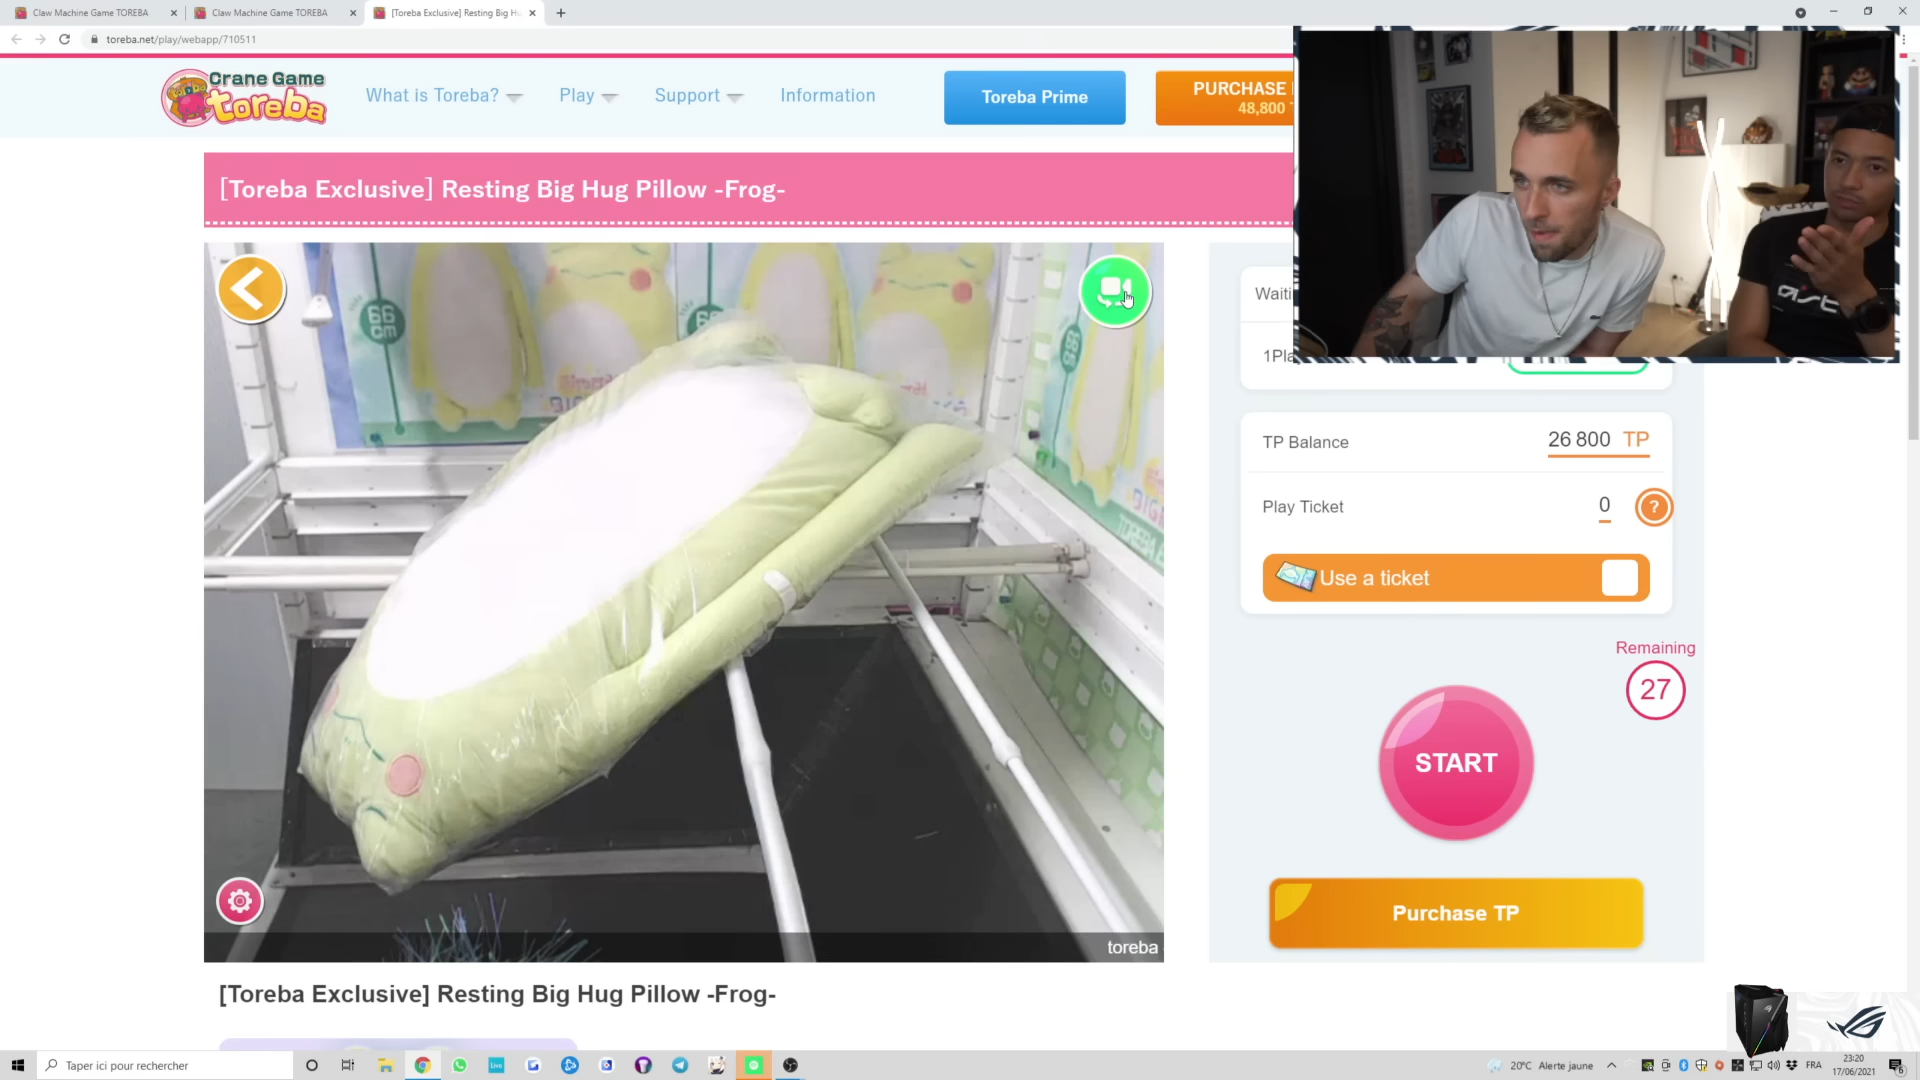 Claw Machine Game TOREBA
Claw Machine Game TOREBA
[Toreba Exclusive] Resting Big Hu
toreba.net/play/webapp/710511
Crane Game
toreba
What is Toreba?
Play
Support
Information
Toreba Prime
PURCHASE
48,800
[Toreba Exclusive] Resting Big Hug Pillow -Frog-
66
cm
Waiti
1Pla
TP Balance
26 800 TP
Play Ticket
0
?
Use a ticket
Remaining
27
START
Purchase TP
toreba
[Toreba Exclusive] Resting Big Hug Pillow -Frog-
Taper ici pour rechercher
Live
20°C Alerte jaune
FRA
23:20
17/06/2021